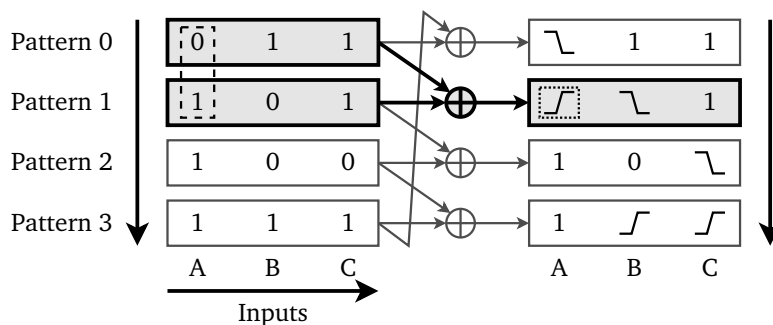 Pattern 0 0 1 1 1 1
Pattern 1 1 0 1 1
Pattern 2 1 0 0 1 0
Pattern 3 1 1 1 1
A B C A B C
Inputs